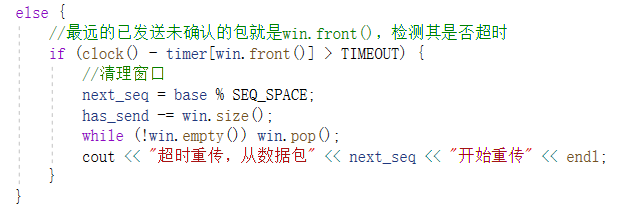 else {
//最远的已发送未确认的包就是win.front(), 检测其是否超时
if (clock() - timer[win.front()] > TIMEOUT) {
//清理窗口
next_seq = base % SEQ_SPACE;
has_send -= win.size();
while (!win.empty()) win.pop();
cout << "超时重传, 从数据包" << next_seq << "开始重传" << endl;
}
}